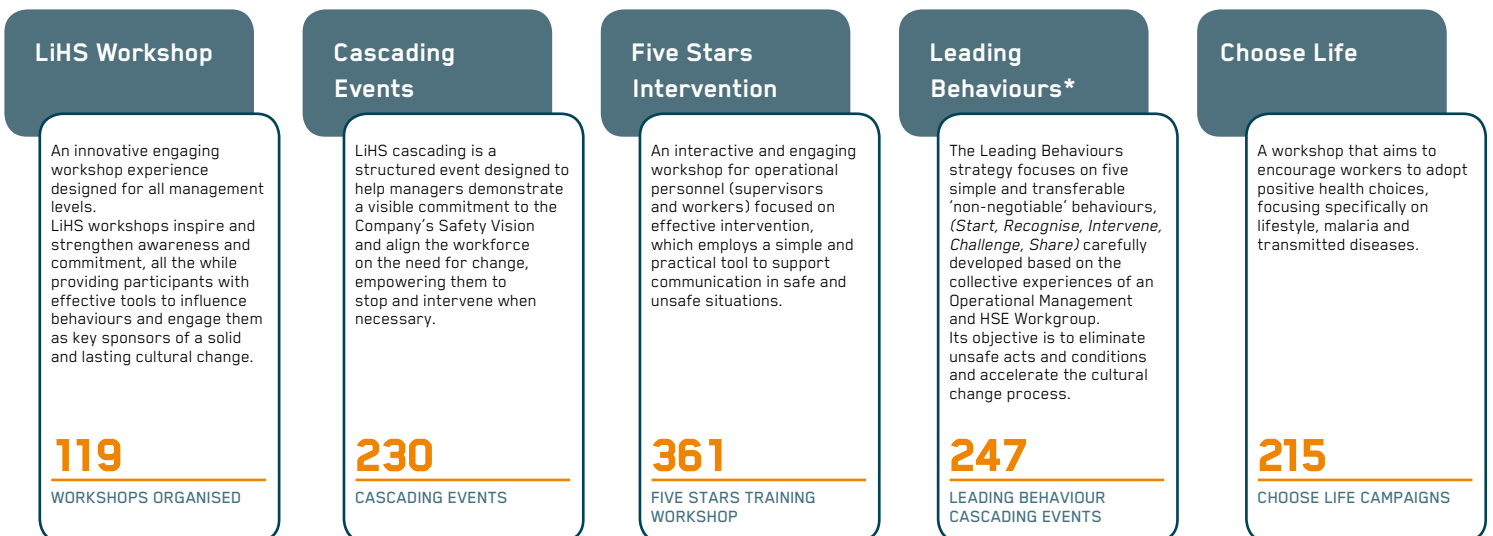 LiHS Workshop
An innovative engaging
workshop experience
designed for all management
levels.
LiHS workshops inspire and
strengthen awareness and
commitment, all the while
providing participants with
effective tools to influence
behaviours and engage them
as key sponsors of a solid
and lasting cultural change.
119
WORKSHOPS ORGANISED
Cascading
Events
LiHS cascading is a
structured event designed to
help managers demonstrate
a visible commitment to the
Company's Safety Vision
and align the workforce
on the need for change,
empowering them to
stop and intervene when
necessary.
230
CASCADING EVENTS
Five Stars
Intervention
An interactive and engaging
workshop for operational
personnel (supervisors
and workers) focused on
effective intervention,
which employs a simple and
practical tool to support
communication in safe and
unsafe situations.
361
FIVE STARS TRAINING
WORKSHOP
Leading
Behaviours*
The Leading Behaviours
strategy focuses on five
simple and transferable
'non-negotiable' behaviours,
(Start, Recognise, Intervene,
Challenge, Share) carefully
developed based on the
collective experiences of an
Operational Management
and HSE Workgroup.
Its objective is to eliminate
unsafe acts and conditions
and accelerate the cultural
change process.
247
LEADING BEHAVIOUR
CASCADING EVENTS
Choose Life
A workshop that aims to
encourage workers to adopt
positive health choices,
focusing specifically on
lifestyle, malaria and
transmitted diseases.
215
CHOOSE LIFE CAMPAIGNS